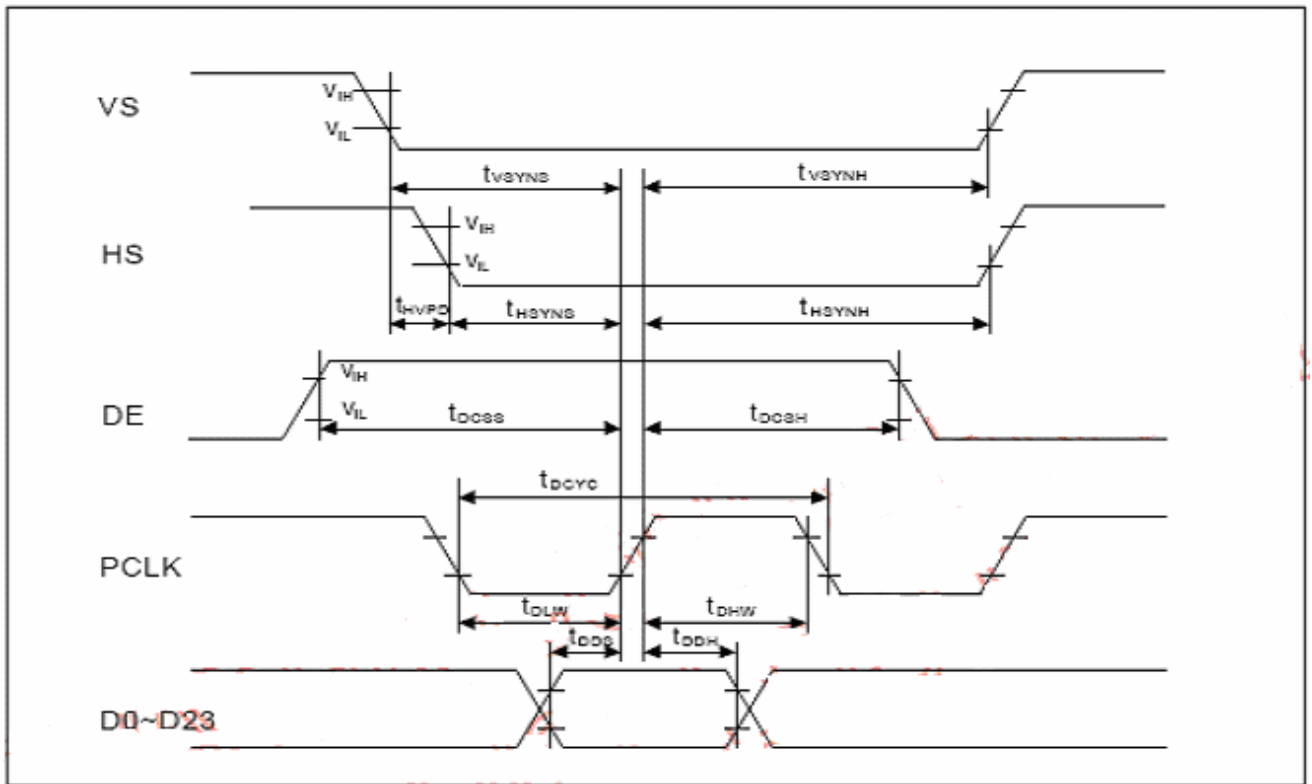 VS
VIH
VIL
tVSYNS
tVSYNH
HS
VIH
VIL
tHVPD
tHSYNS
tHSYNH
DE
VIH
VIL
tDCSS
tDCSH
tDCYC
PCLK
tDLW
tDHW
tDDS
tDDH
D0~D23